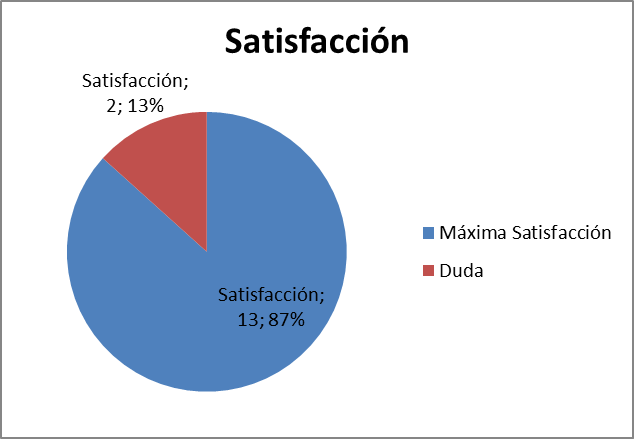 Satisfacción
Satisfacción;
2; 13%
Satisfacción;
13; 87%
Máxima Satisfacción
Duda